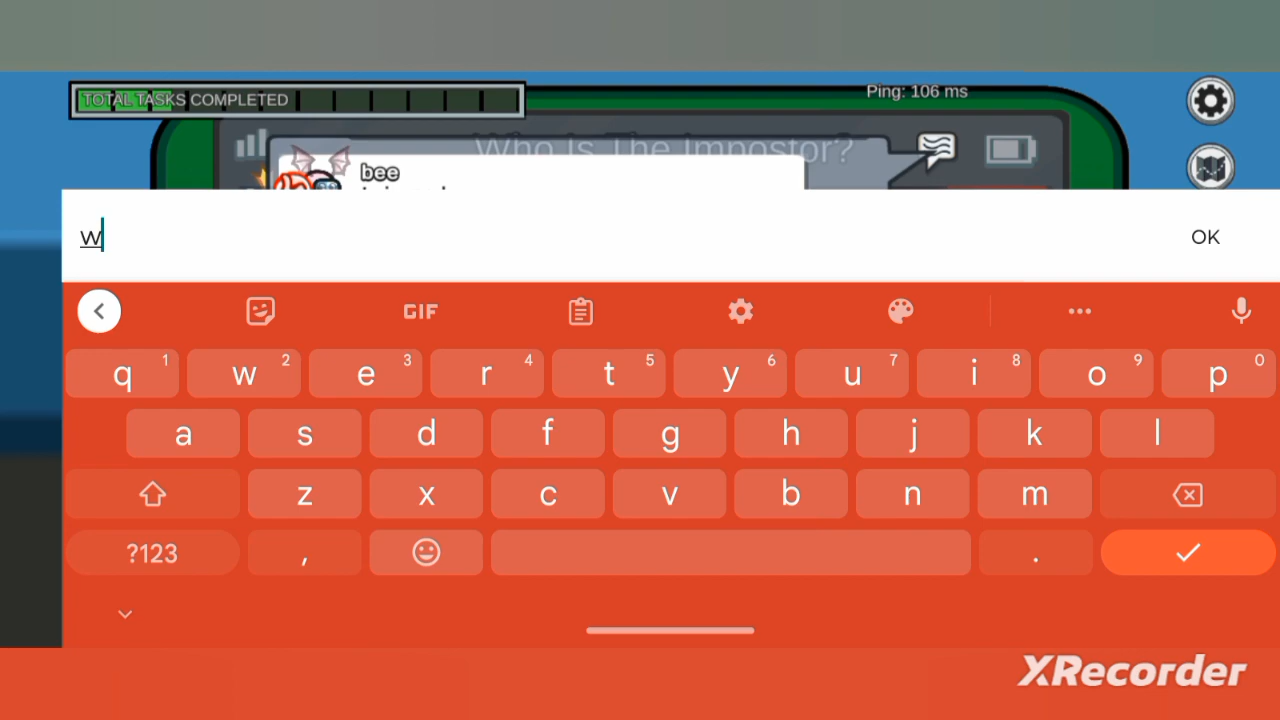 TOTAL TASKS COMPLETED
Ping: 106 ms
Who Is The Impostor?
bee
w
OK
GIF
q 1 w 2 e 3 r 4 t 5 y 6 u 7 i 8 o 9 p 0
a s d f g h j k l
z x c v b n m
?123 , .
XRecorder